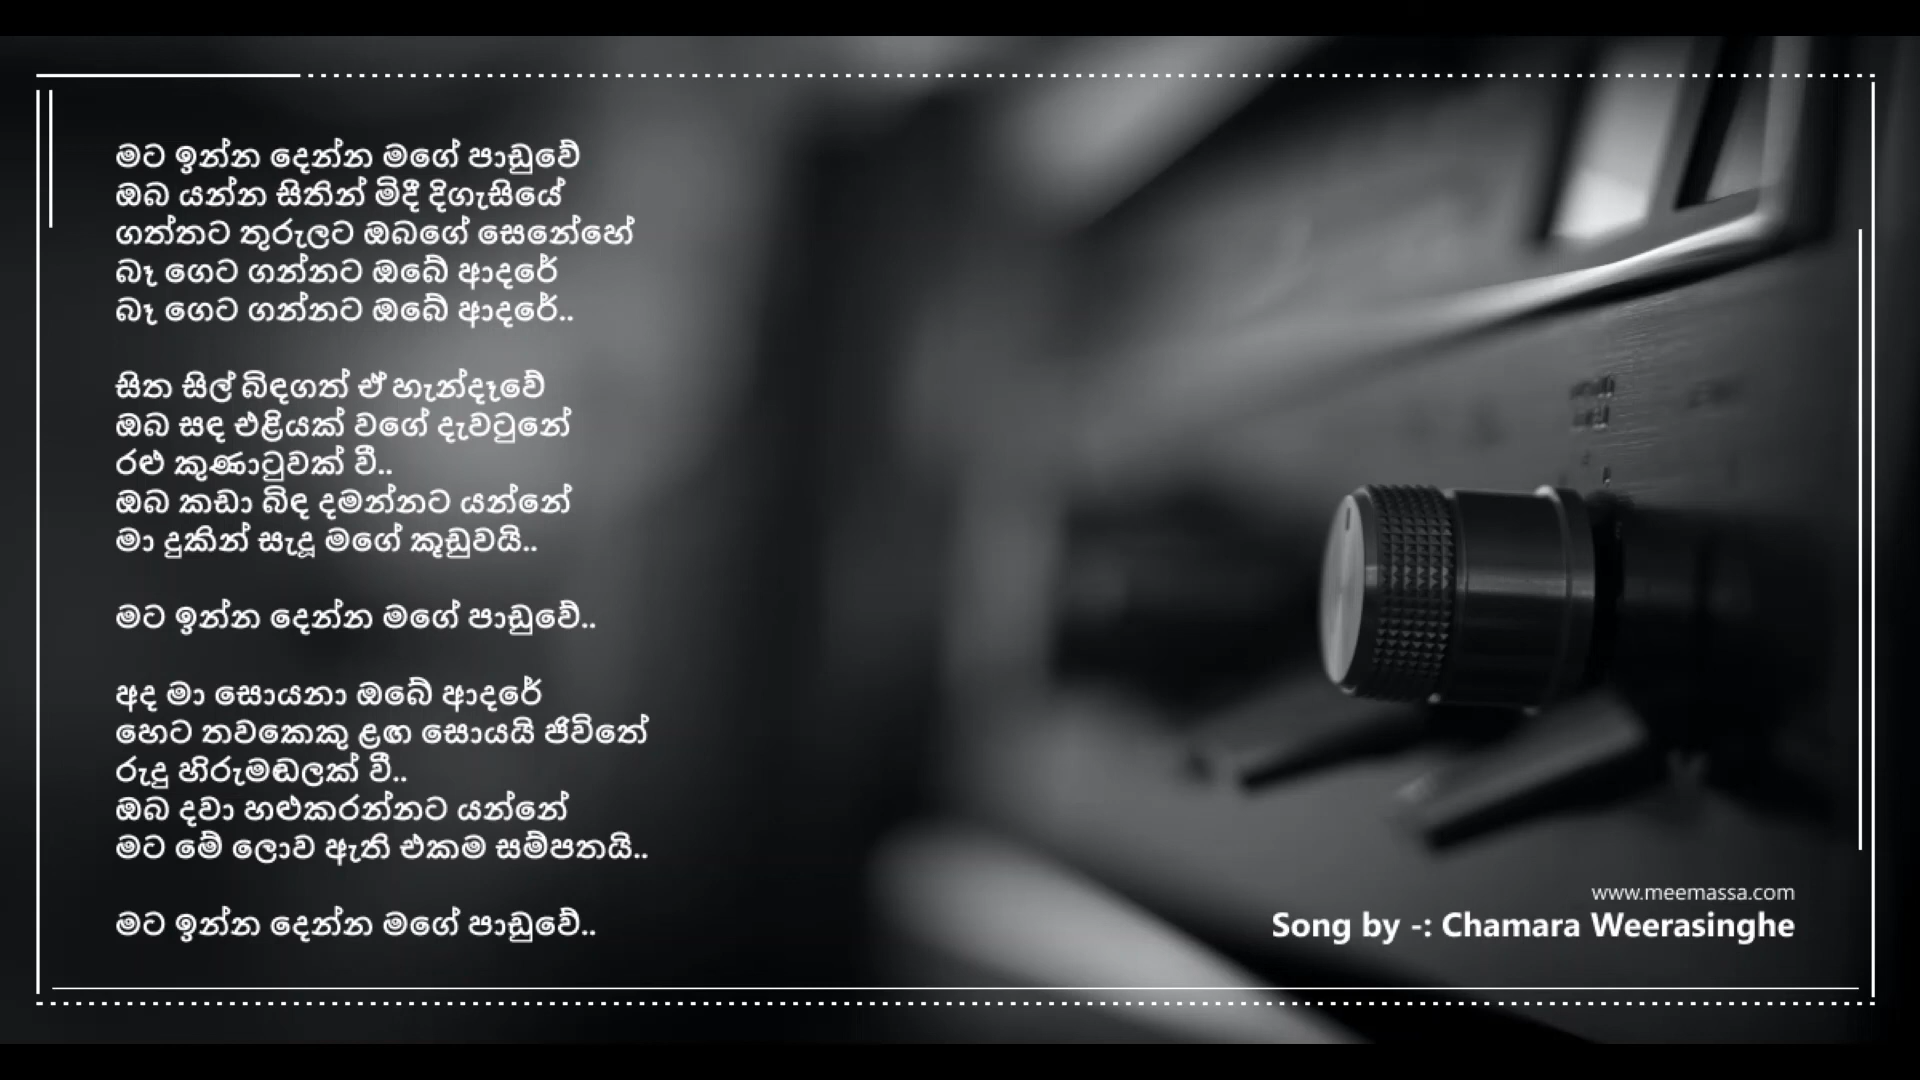 මට ඉන්න දෙන්න මගේ පාඩුවේ
ඔබ යන්න සිතින් මිදී දිගැසියේ
ගත්තට තුරුලට ඔබගේ සෙනේහේ
බෑ ගෙට ගන්නට ඔබේ ආදරේ
බෑ ගෙට ගන්නට ඔබේ ආදරේ..
සිත සිල් බිඳගත් ඒ හැන්දෑවේ
ඔබ සඳ එළියක් වගේ දැවටුනේ
රළු කුණාටුවක් වී..
ඔබ කඩා බිඳ දමන්නට යන්නේ
මා දුකින් සැදූ මගේ කූඩුවයි..
මට ඉන්න දෙන්න මගේ පාඩුවේ..
අද මා සොයනා ඔබේ ආදරේ
හෙට තවකෙකු ළඟ සොයයි ජිවිතේ
රුදු හිරුමඬලක් වී..
ඔබ දවා හළුකරන්නට යන්නේ
මට මේ ලොව ඇති එකම සම්පතයි..
මට ඉන්න දෙන්න මගේ පාඩුවේ..
www.meemassa.com
Song by -: Chamara Weerasinghe